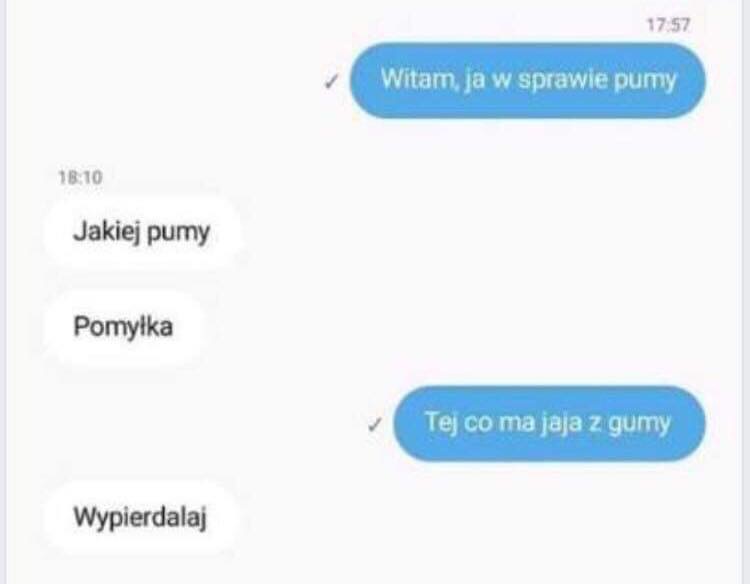 17:57
Witam, ja w sprawie pumy
18:10
Jakiej pumy
Pomyłka
Tej co ma jaja z gumy
Wypierdalaj